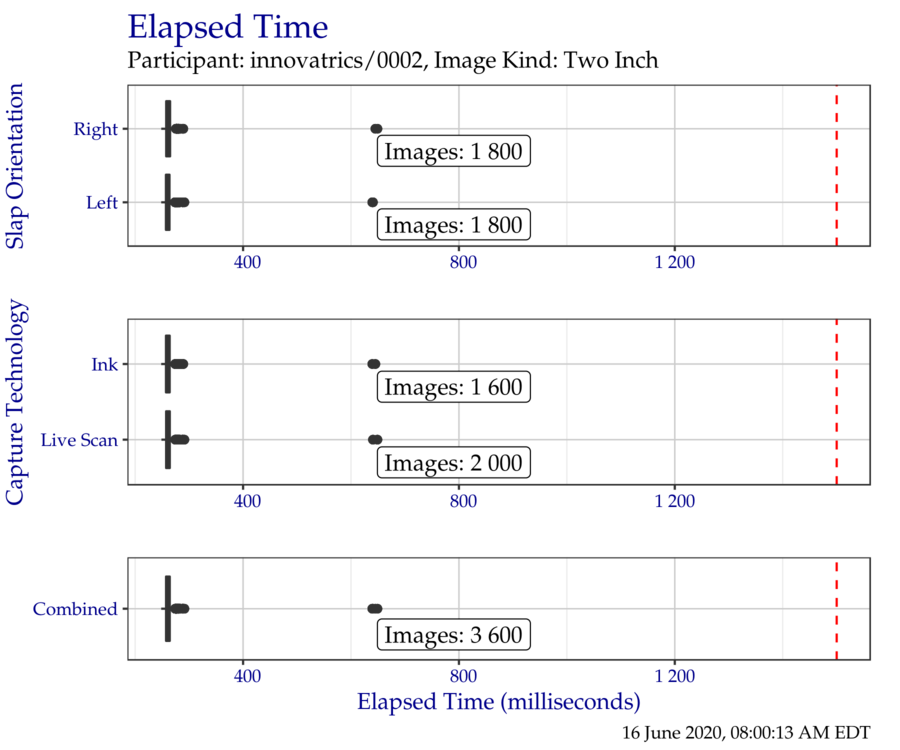 Elapsed Time
Participant: innovatrics/0002, Image Kind: Two Inch
Slap Orientation
Right
Images: 1 800
Left
Images: 1 800
400 800 1 200
Capture Technology
Ink
Images: 1 600
Live Scan
Images: 2 000
400 800 1 200
Combined
Images: 3 600
400 800 1 200
Elapsed Time (milliseconds)
16 June 2020, 08:00:13 AM EDT